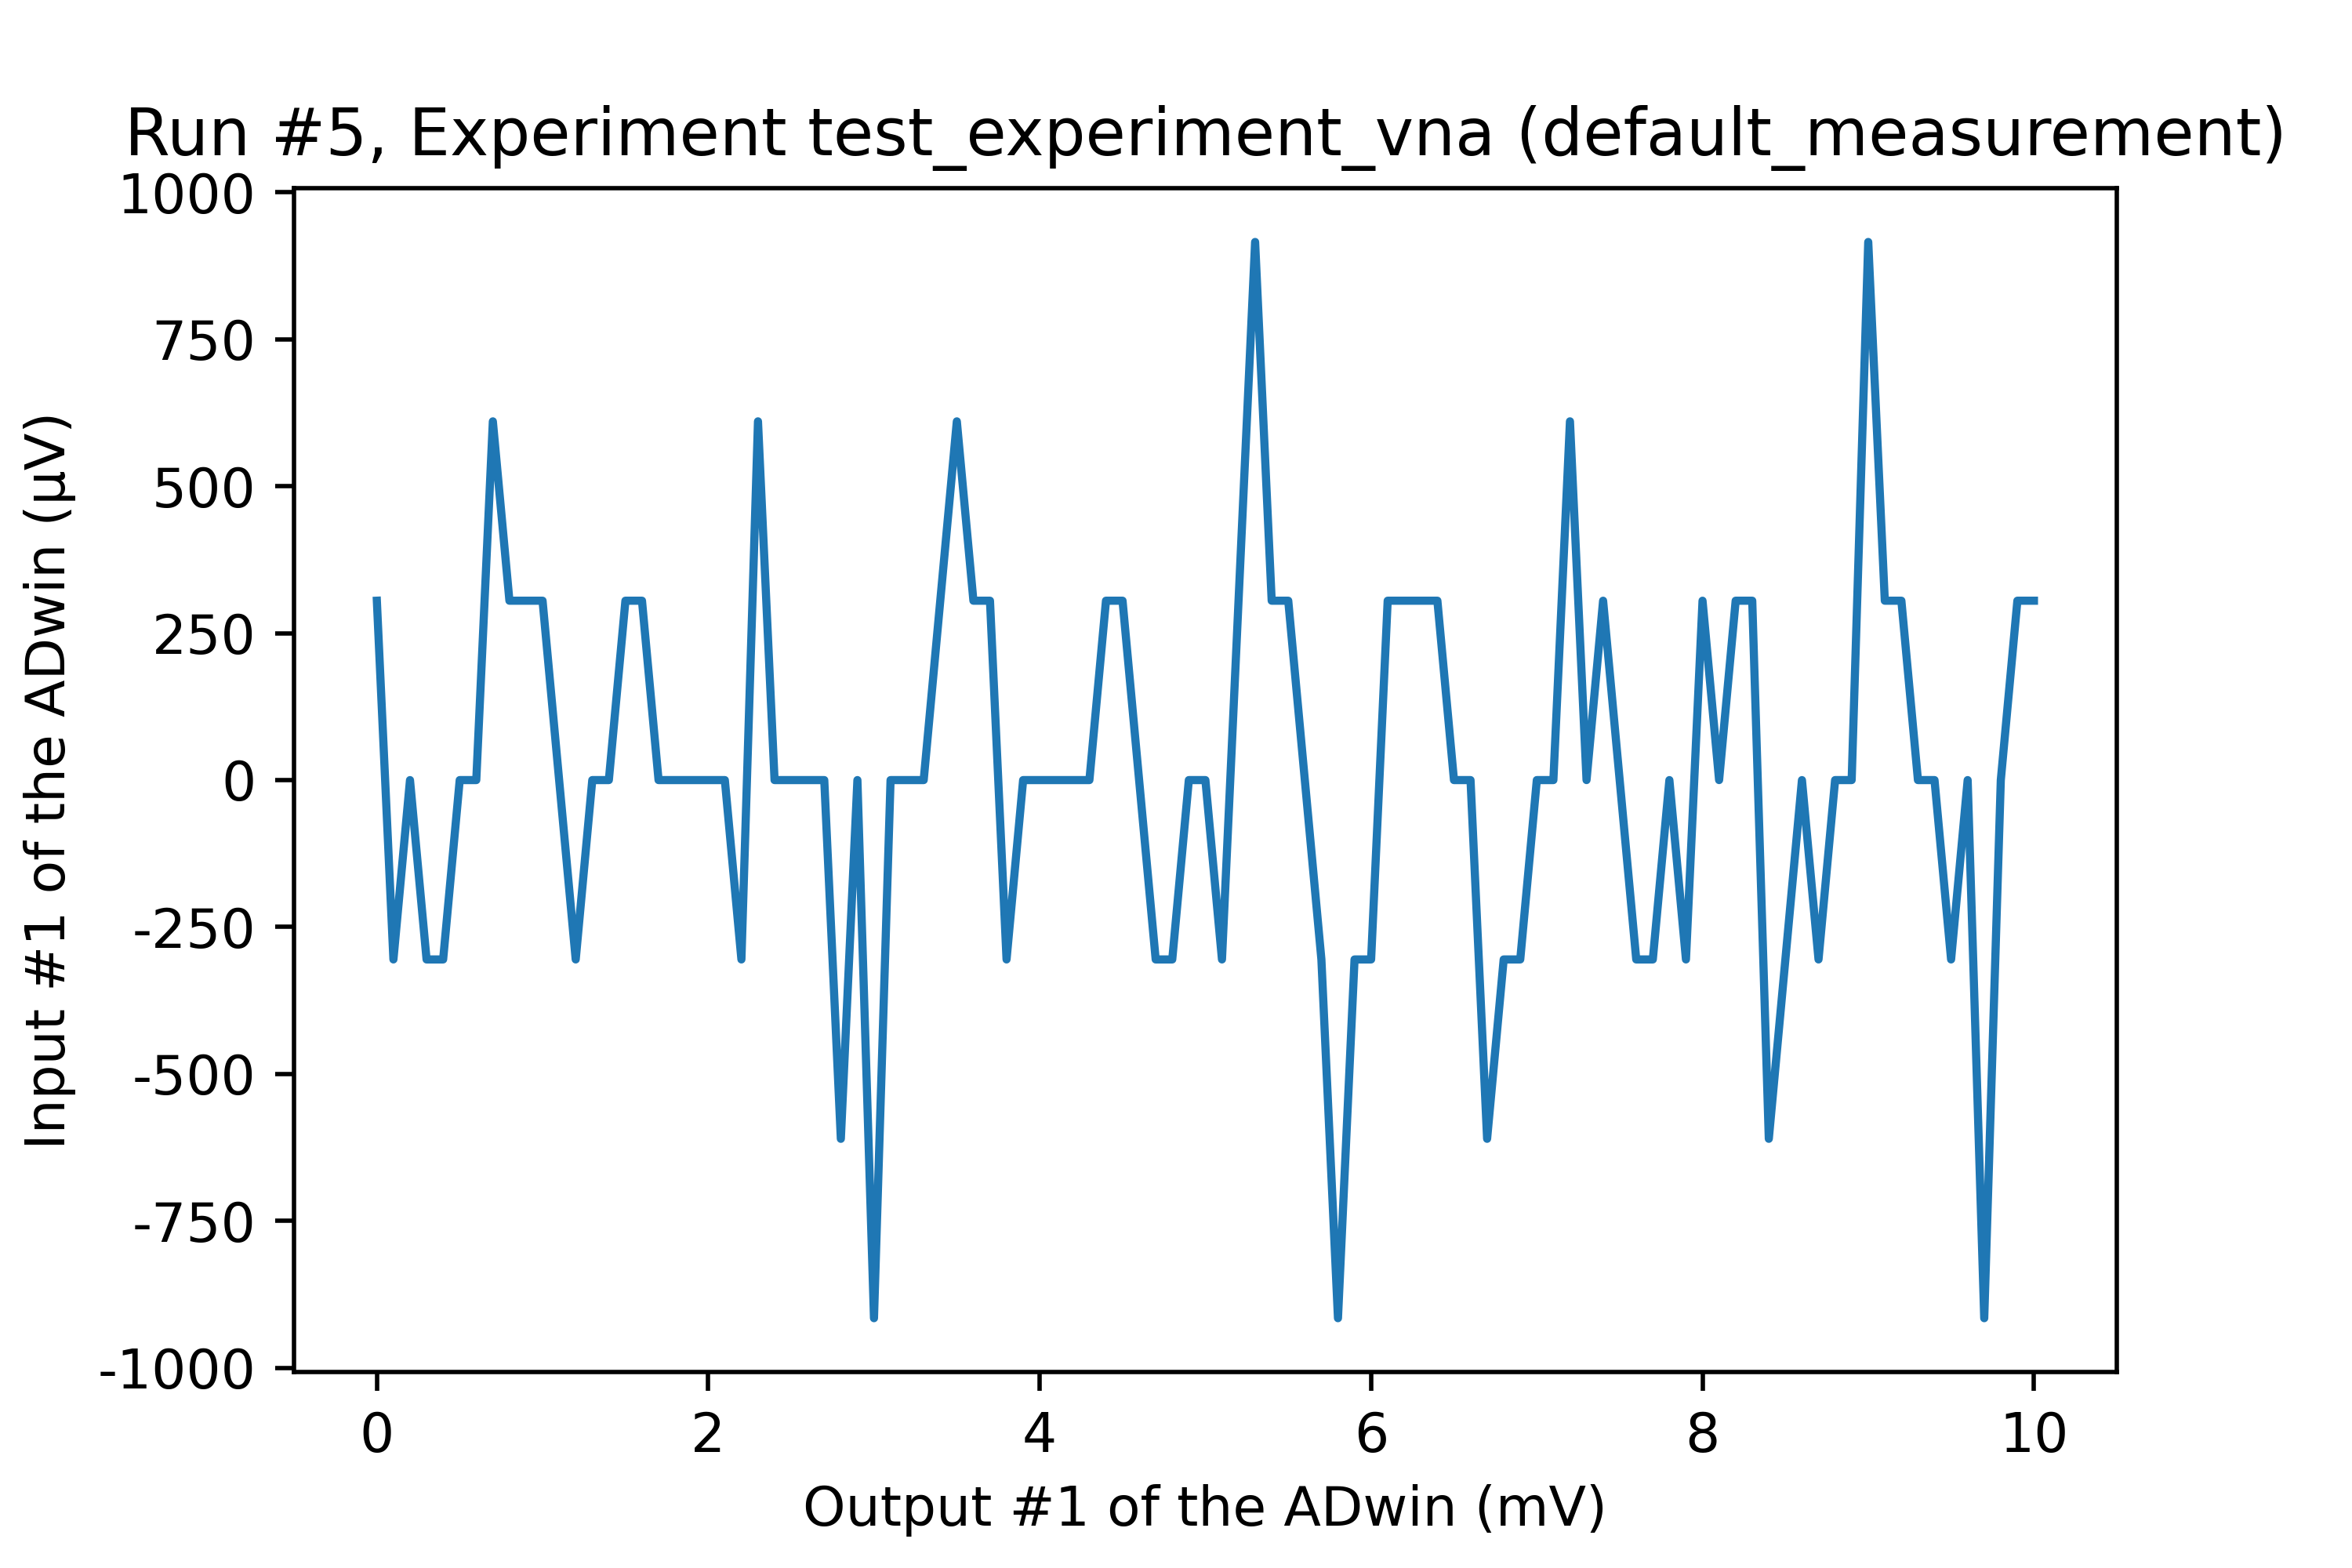 Run #5, Experiment test_experiment_vna (default_measurement)
1000
750
500
250
0
-250
-500
-750
-1000
Input #1 of the ADwin (µV)
0 2 4 6 8 10
Output #1 of the ADwin (mV)